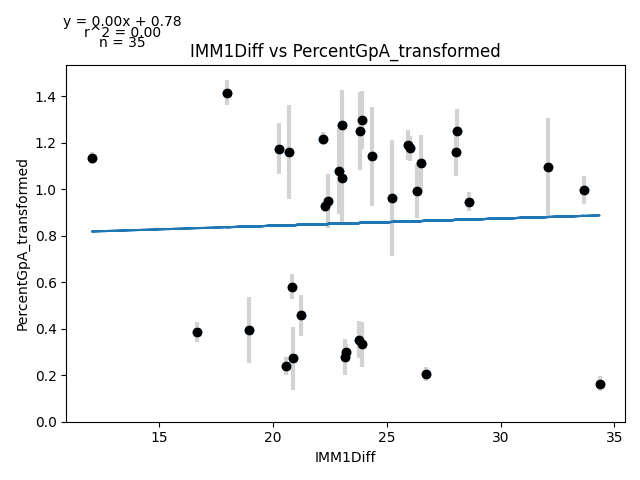 y = 0.00x + 0.78
r^2 = 0.00
n = 35
IMM1Diff vs PercentGpA_transformed
PercentGpA_transformed
1.4
1.2
1.0
0.8
0.6
0.4
0.2
0.0
15 20 25 30 35
IMM1Diff